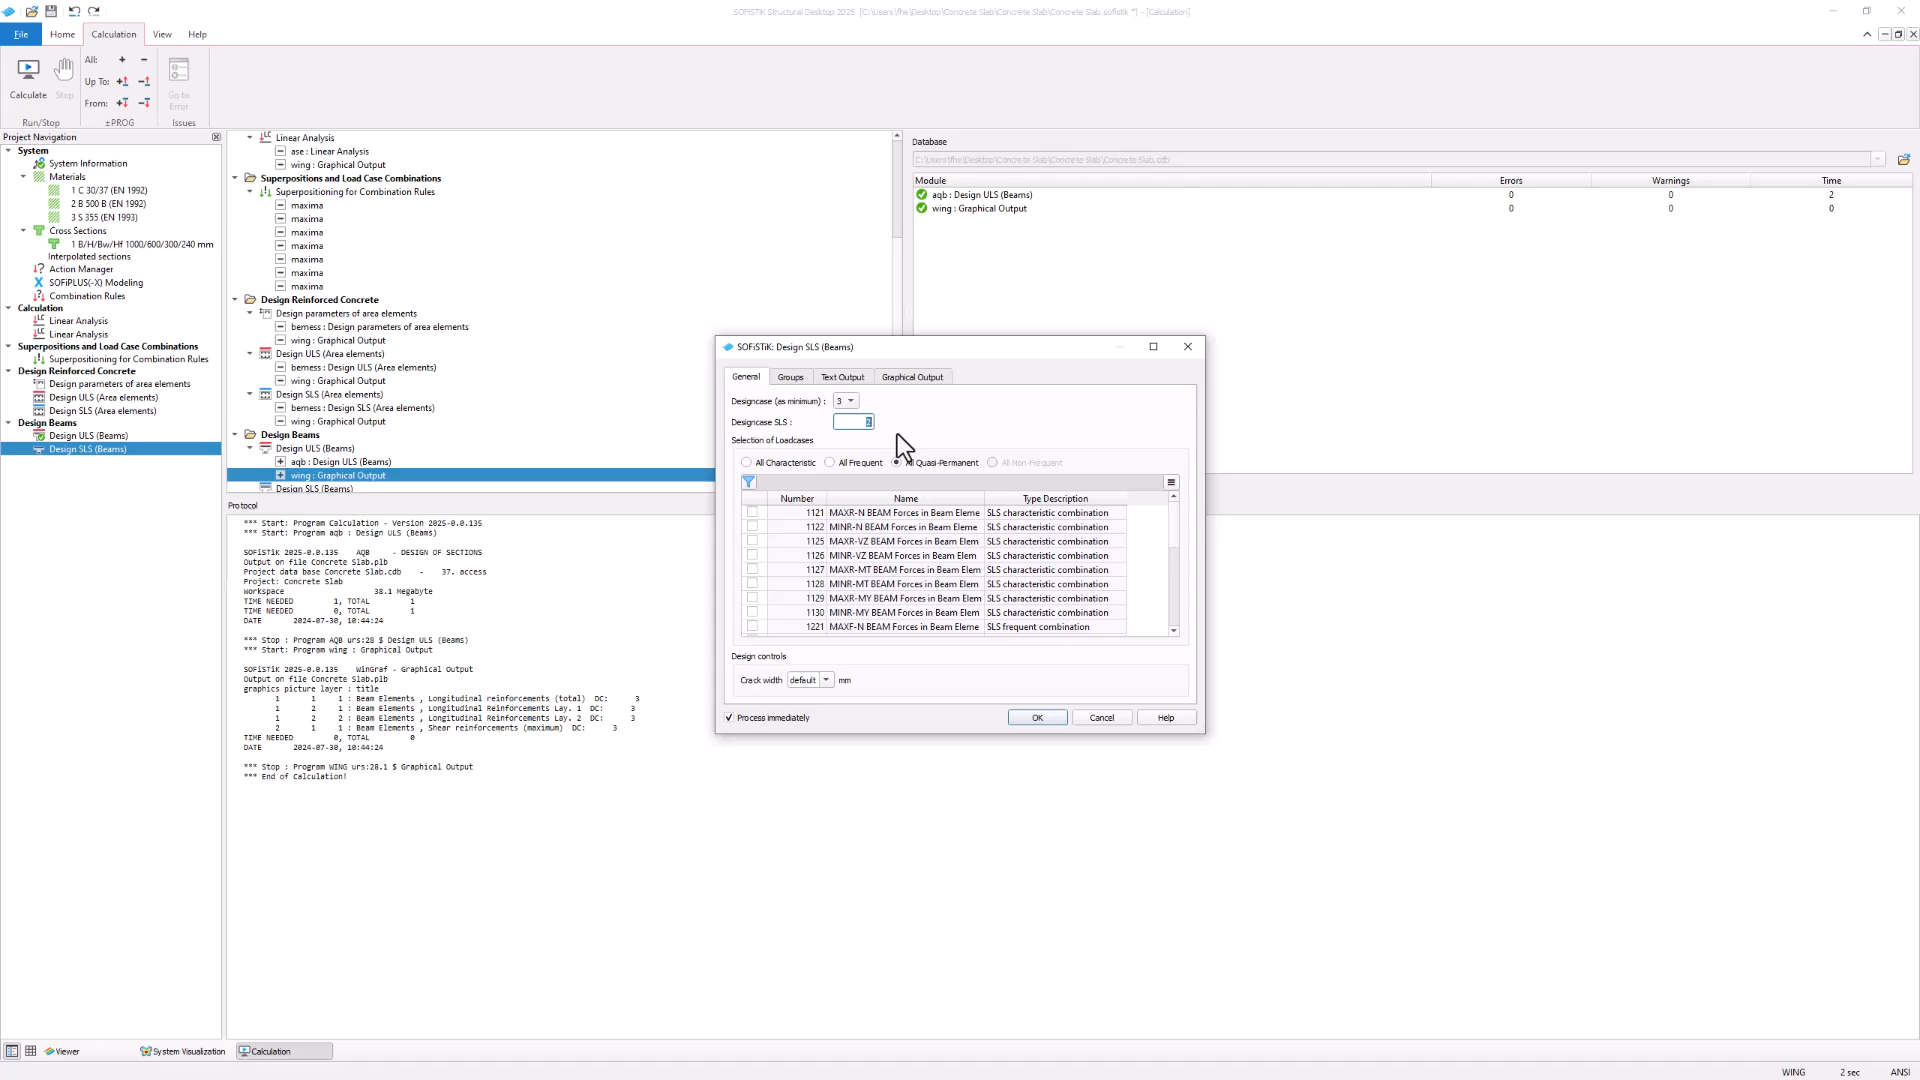 SOFiSTiK Structural Desktop 2025 [C:\Users\fhe\Desktop\Concrete Slab\Concrete Slab\Concrete Slab.sofistik *] - [Calculation]
File Home Calculation View Help
Calculate
Stop
All: + -
Up To:
From:
Go to
Error
Run/Stop ±PROG Issues
Project Navigation
System
System Information
Materials
1 C 30/37 (EN 1992)
2 B 500 B (EN 1992)
3 S 355 (EN 1993)
Cross Sections
1 B/H/Bw/Hf 1000/600/300/240 mm
Interpolated sections
Action Manager
SOFiPLUS(-X) Modeling
Combination Rules
Calculation
Linear Analysis
Linear Analysis
Superpositions and Load Case Combinations
Superpositioning for Combination Rules
Design Reinforced Concrete
Design parameters of area elements
Design ULS (Area elements)
Design SLS (Area elements)
Design Beams
Design ULS (Beams)
Design SLS (Beams)
Linear Analysis
ase : Linear Analysis
wing : Graphical Output
Superpositions and Load Case Combinations
Superpositioning for Combination Rules
maxima
maxima
maxima
maxima
maxima
maxima
maxima
Design Reinforced Concrete
Design parameters of area elements
bemess : Design parameters of area elements
wing : Graphical Output
Design ULS (Area elements)
bemess : Design ULS (Area elements)
wing : Graphical Output
Design SLS (Area elements)
bemess : Design SLS (Area elements)
wing : Graphical Output
Design Beams
Design ULS (Beams)
aqb : Design ULS (Beams)
wing : Graphical Output
Design SLS (Beams)
Database
C:\Users\fhe\Desktop\Concrete Slab\Concrete Slab\Concrete Slab.cdb
Module Errors Warnings Time
aqb : Design ULS (Beams) 0 0 2
wing : Graphical Output 0 0 0
Protocol
*** Start: Program Calculation - Version 2025-0.0.135
*** Start: Program aqb : Design ULS (Beams)
SOFiSTiK 2025-0.0.135 AQB - DESIGN OF SECTIONS
Output on file Concrete Slab.plb
Project data base Concrete Slab.cdb - 37. access
Project: Concrete Slab
Workspace 38.1 Megabyte
TIME NEEDED 1, TOTAL 1
TIME NEEDED 0, TOTAL 1
DATE 2024-07-30, 10:44:24
*** Stop : Program AQB urs:28 $ Design ULS (Beams)
*** Start: Program wing : Graphical Output
SOFiSTiK 2025-0.0.135 WinGraf - Graphical Output
Output on file Concrete Slab.plb
graphics picture layer : title
1 1 1 : Beam Elements , Longitudinal reinforcements (total) DC: 3
1 2 1 : Beam Elements , Longitudinal reinforcements Lay. 1 DC: 3
1 2 2 : Beam Elements , Longitudinal reinforcements Lay. 2 DC: 3
2 1 1 : Beam Elements , Shear reinforcements (maximum) DC: 3
TIME NEEDED 0, TOTAL 0
DATE 2024-07-30, 10:44:24
*** Stop : Program WING urs:28.1 $ Graphical Output
*** End of Calculation!
SOFiSTiK: Design SLS (Beams)
General Groups Text Output Graphical Output
Designcase (as minimum) : 3
Designcase SLS : 2
Selection of Loadcases
All Characteristic All Frequent All Quasi-Permanent All Non-Frequent
Number Name Type Description
1121 MAXR-N BEAM Forces in Beam Eleme SLS characteristic combination
1122 MINR-N BEAM Forces in Beam Eleme SLS characteristic combination
1125 MAXR-VZ BEAM Forces in Beam Elem SLS characteristic combination
1126 MINR-VZ BEAM Forces in Beam Elem SLS characteristic combination
1127 MAXR-MT BEAM Forces in Beam Elem SLS characteristic combination
1128 MINR-MT BEAM Forces in Beam Elem SLS characteristic combination
1129 MAXR-MY BEAM Forces in Beam Elem SLS characteristic combination
1130 MINR-MY BEAM Forces in Beam Elem SLS characteristic combination
1221 MAXF-N BEAM Forces in Beam Eleme SLS frequent combination
Design controls
Crack width default mm
Process immediately OK Cancel Help
Viewer System Visualization Calculation
WING 2 sec ANSI